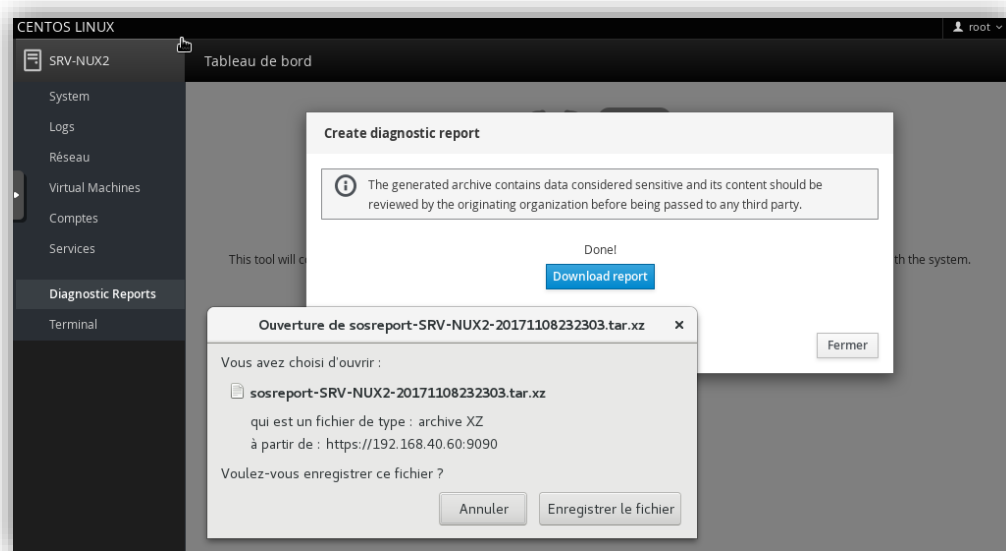 CENTOS LINUX
root
SRV-NUX2
Tableau de bord
System
Logs
Réseau
Virtual Machines
Comptes
Services
Diagnostic Reports
Terminal
Create diagnostic report
The generated archive contains data considered sensitive and its content should be
reviewed by the originating organization before being passed to any third party.
Done!
This tool will
the system.
Download report
Fermer
Ouverture de sosreport-SRV-NUX2-20171108232303.tar.xz
Vous avez choisi d'ouvrir :
sosreport-SRV-NUX2-20171108232303.tar.xz
qui est un fichier de type : archive XZ
à partir de : https://192.168.40.60:9090
Voulez-vous enregistrer ce fichier ?
Annuler
Enregistrer le fichier